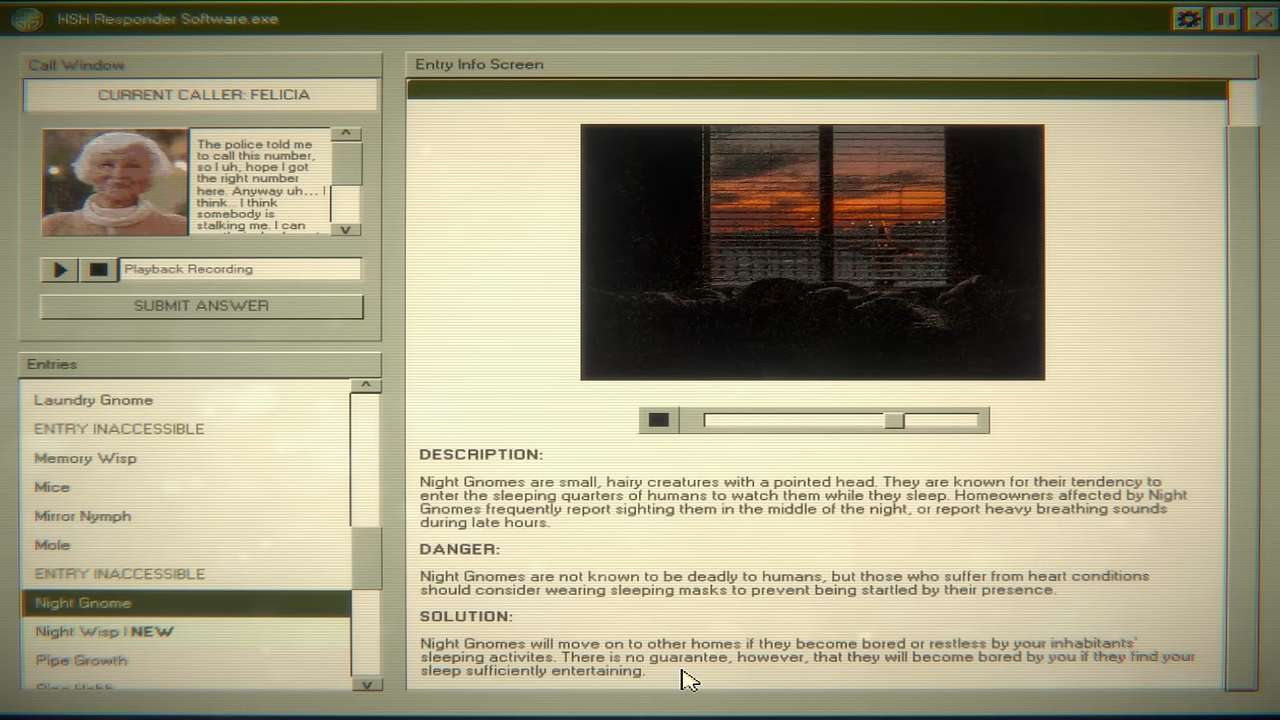 HSH Responder Software.exe
Call Window
CURRENT CALLER: FELICIA
The police told me
to call this number,
so I uh, hope I got
the right number
here. Anyway uh... I
think... I think
somebody is
stalking me. I can
Playback Recording
SUBMIT ANSWER
Entries
Laundry Gnome
ENTRY INACCESSIBLE
Memory Wisp
Mice
Mirror Nymph
Mole
ENTRY INACCESSIBLE
Night Gnome
Night Wisp | NEW
Pipe Growth
Entry Info Screen
DESCRIPTION:
Night Gnomes are small, hairy creatures with a pointed head. They are known for their tendency to
enter the sleeping quarters of humans to watch them while they sleep. Homeowners affected by Night
Gnomes frequently report sighting them in the middle of the night, or report heavy breathing sounds
during late hours.
DANGER:
Night Gnomes are not known to be deadly to humans, but those who suffer from heart conditions
should consider wearing sleeping masks to prevent being startled by their presence.
SOLUTION:
Night Gnomes will move on to other homes if they become bored or restless by your inhabitants'
sleeping activites. There is no guarantee, however, that they will become bored by you if they find your
sleep sufficiently entertaining.